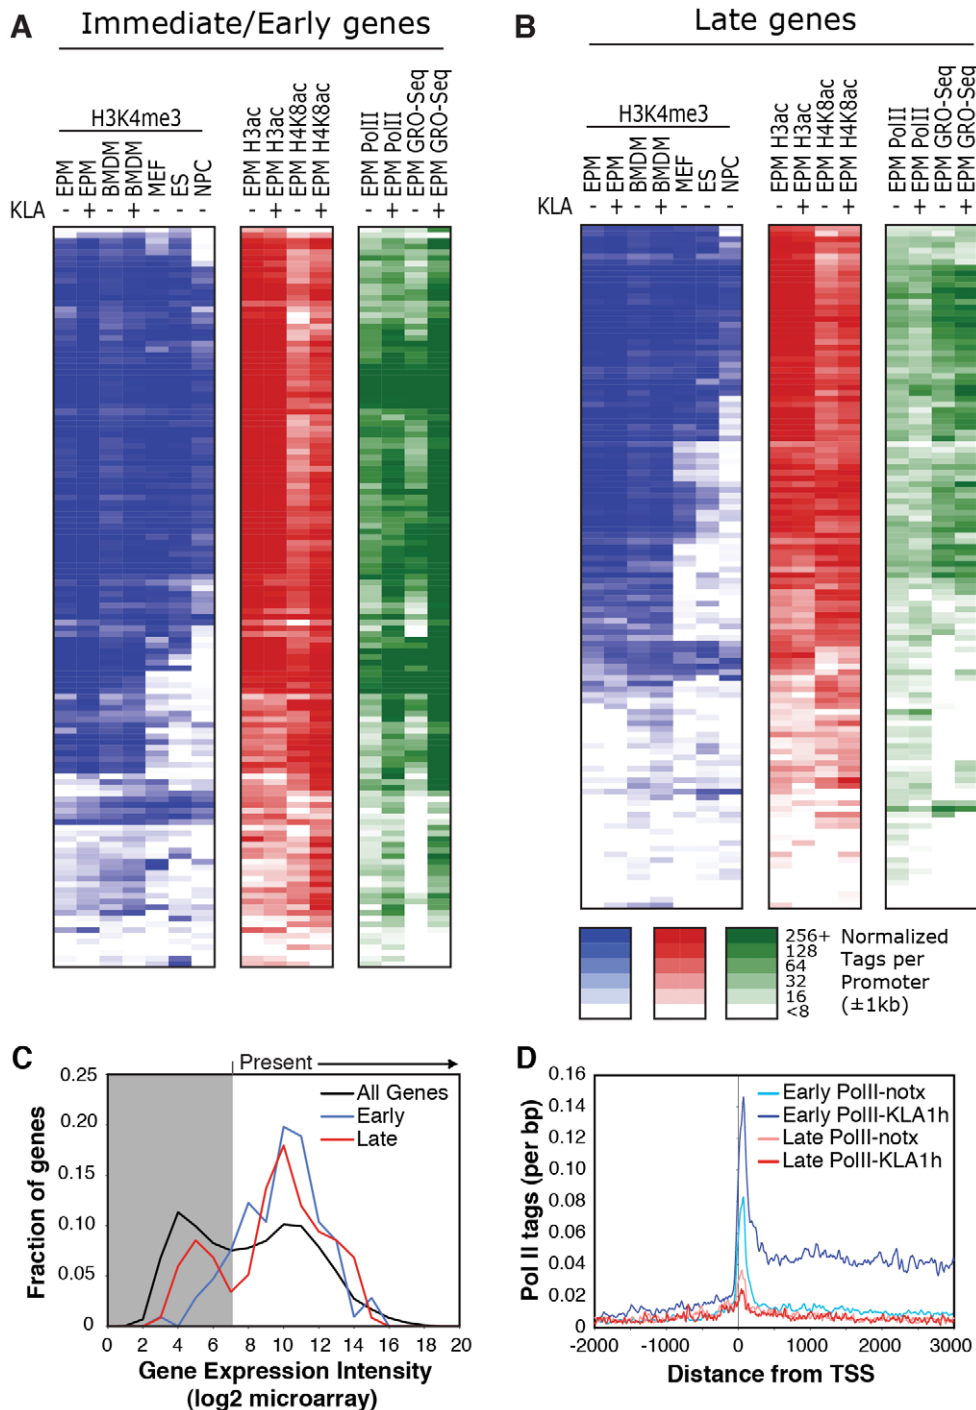 A
Immediate/Early genes
H3K4me3
EPM
EPM
BMDM
BMDM
MEF
ES
NPC
EPM H3ac
EPM H3ac
EPM H4K8ac
EPM H4K8ac
EPM PolII
EPM PolII
EPM GRO-Seq
EPM GRO-Seq
KLA - + - + - - - - + - + - + - +
B
Late genes
H3K4me3
EPM
EPM
BMDM
BMDM
MEF
ES
NPC
EPM H3ac
EPM H3ac
EPM H4K8ac
EPM H4K8ac
EPM PolII
EPM PolII
EPM GRO-Seq
EPM GRO-Seq
KLA - + - + - - - - + - + - + - +
256+
128
64
32
16
<8
Normalized
Tags per
Promoter
(±1kb)
C
Present
0.25
0.20
0.15
0.10
0.05
0
All Genes
Early
Late
Fraction of genes
0 2 4 6 8 10 12 14 16 18 20
Gene Expression Intensity
(log2 microarray)
D
0.16
0.14
0.12
0.10
0.08
0.06
0.04
0.02
0
Early PolII-notx
Early PolII-KLA1h
Late PolII-notx
Late PolII-KLA1h
Pol II tags (per bp)
-2000 -1000 0 1000 2000 3000
Distance from TSS